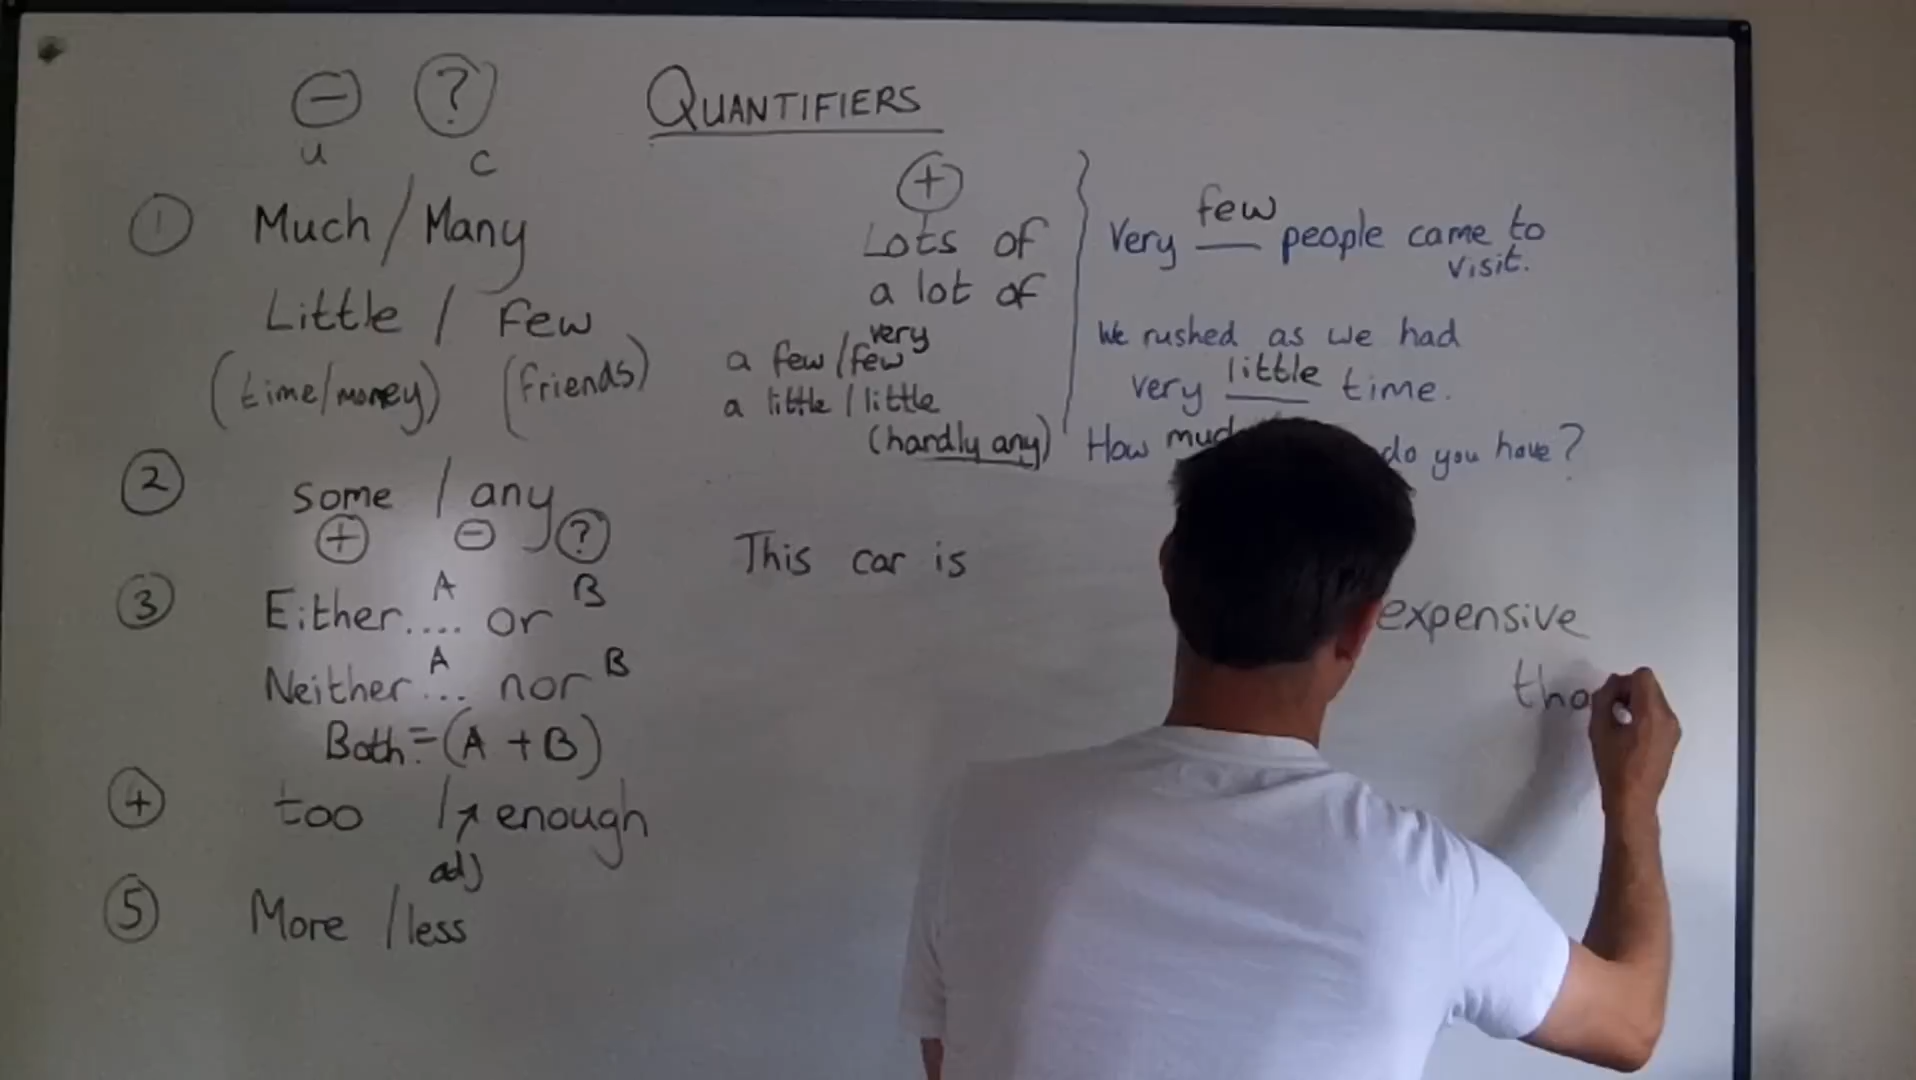 QUANTIFIERS
- ?
u c
+
① Much / Many
Lots of
a lot of
Little / Few
(time/money) (friends)
very
a few / few
a little / little
(hardly any)
few
Very __ people came to
visit.
We rushed as we had
little
very __ time.
How do you have?
② some / any
+ - ?
③ A B
Either.... or
A B
Neither... nor
Both = (A + B)
④ too / ↗ enough
adj
⑤ More / less
This car is
expensive